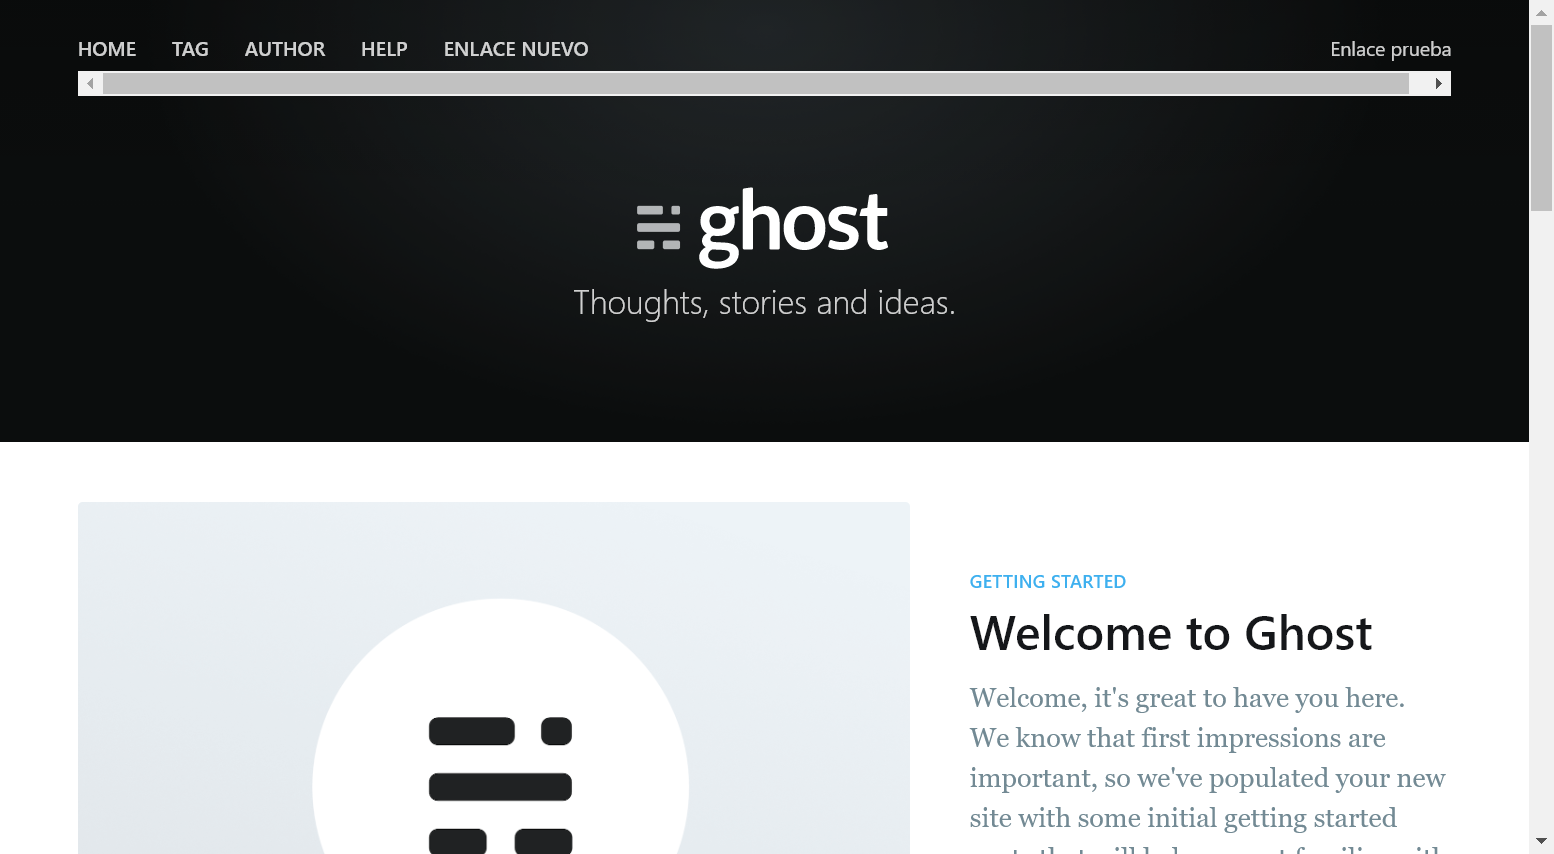 HOME TAG AUTHOR HELP ENLACE NUEVO Enlace prueba
ghost
Thoughts, stories and ideas.
GETTING STARTED
Welcome to Ghost
Welcome, it's great to have you here.
We know that first impressions are
important, so we've populated your new
site with some initial getting started